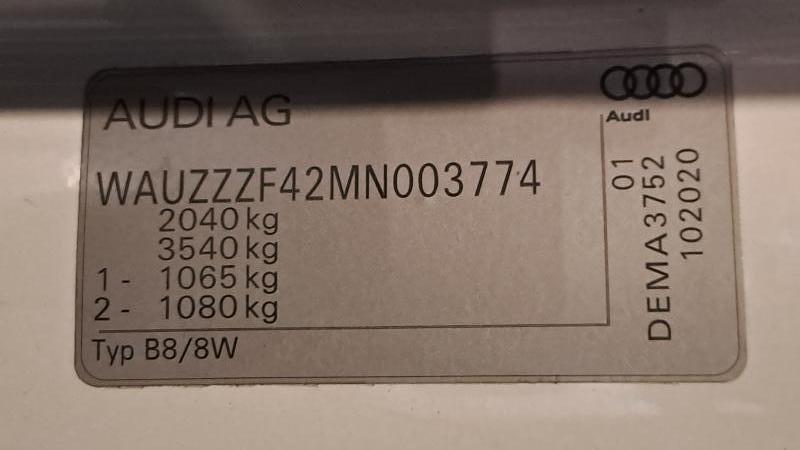 AUDI AG
Audi
WAUZZZF42MN003774
2040 kg
3540 kg
1 - 1065 kg
2 - 1080 kg
Typ B8/8W
01
DEMA3752
102020